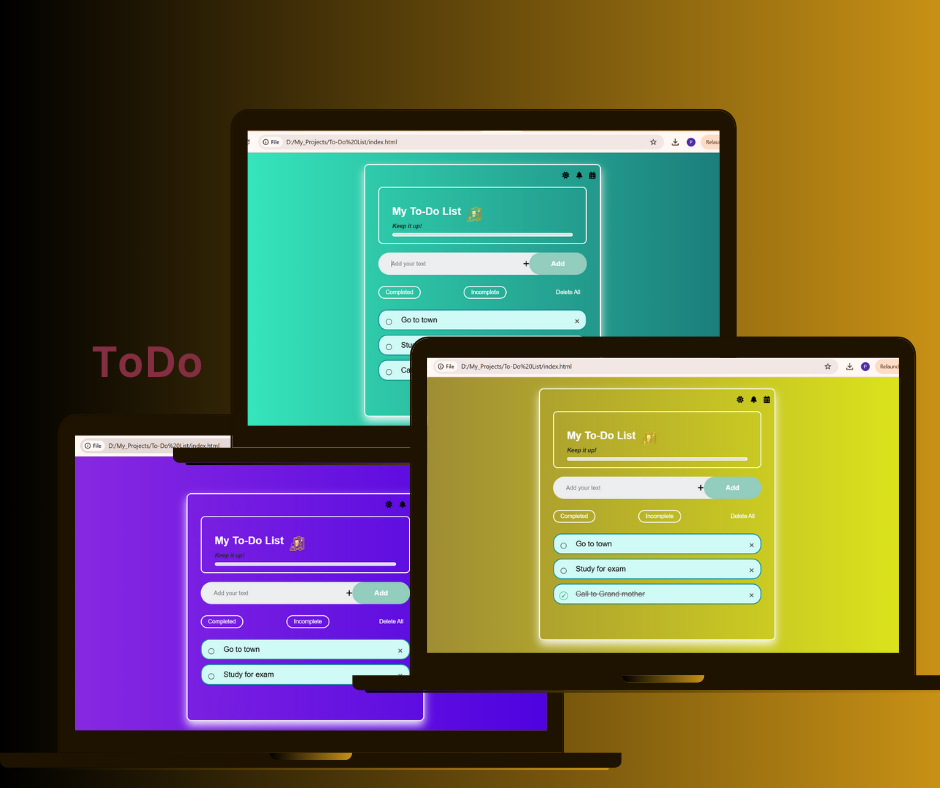 File D:/My_Projects/To-Do%20List/index.html
P
Relau
My To-Do List
Keep it up!
Add your text + Add
Completed Incomplete Delete All
Go to town ×
Stu
Ca
ToDo
File D:/My_Projects/To-Do%20List/index.html
P
Relaund
My To-Do List
Keep it up!
Add your text + Add
Completed Incomplete Delete All
Go to town ×
Study for exam ×
Call to Grand mother ×
File D:/My_Projects/To-Do%20List/index.html
My To-Do List
Keep it up!
Add your text + Add
Completed Incomplete Delete All
Go to town ×
Study for exam ×